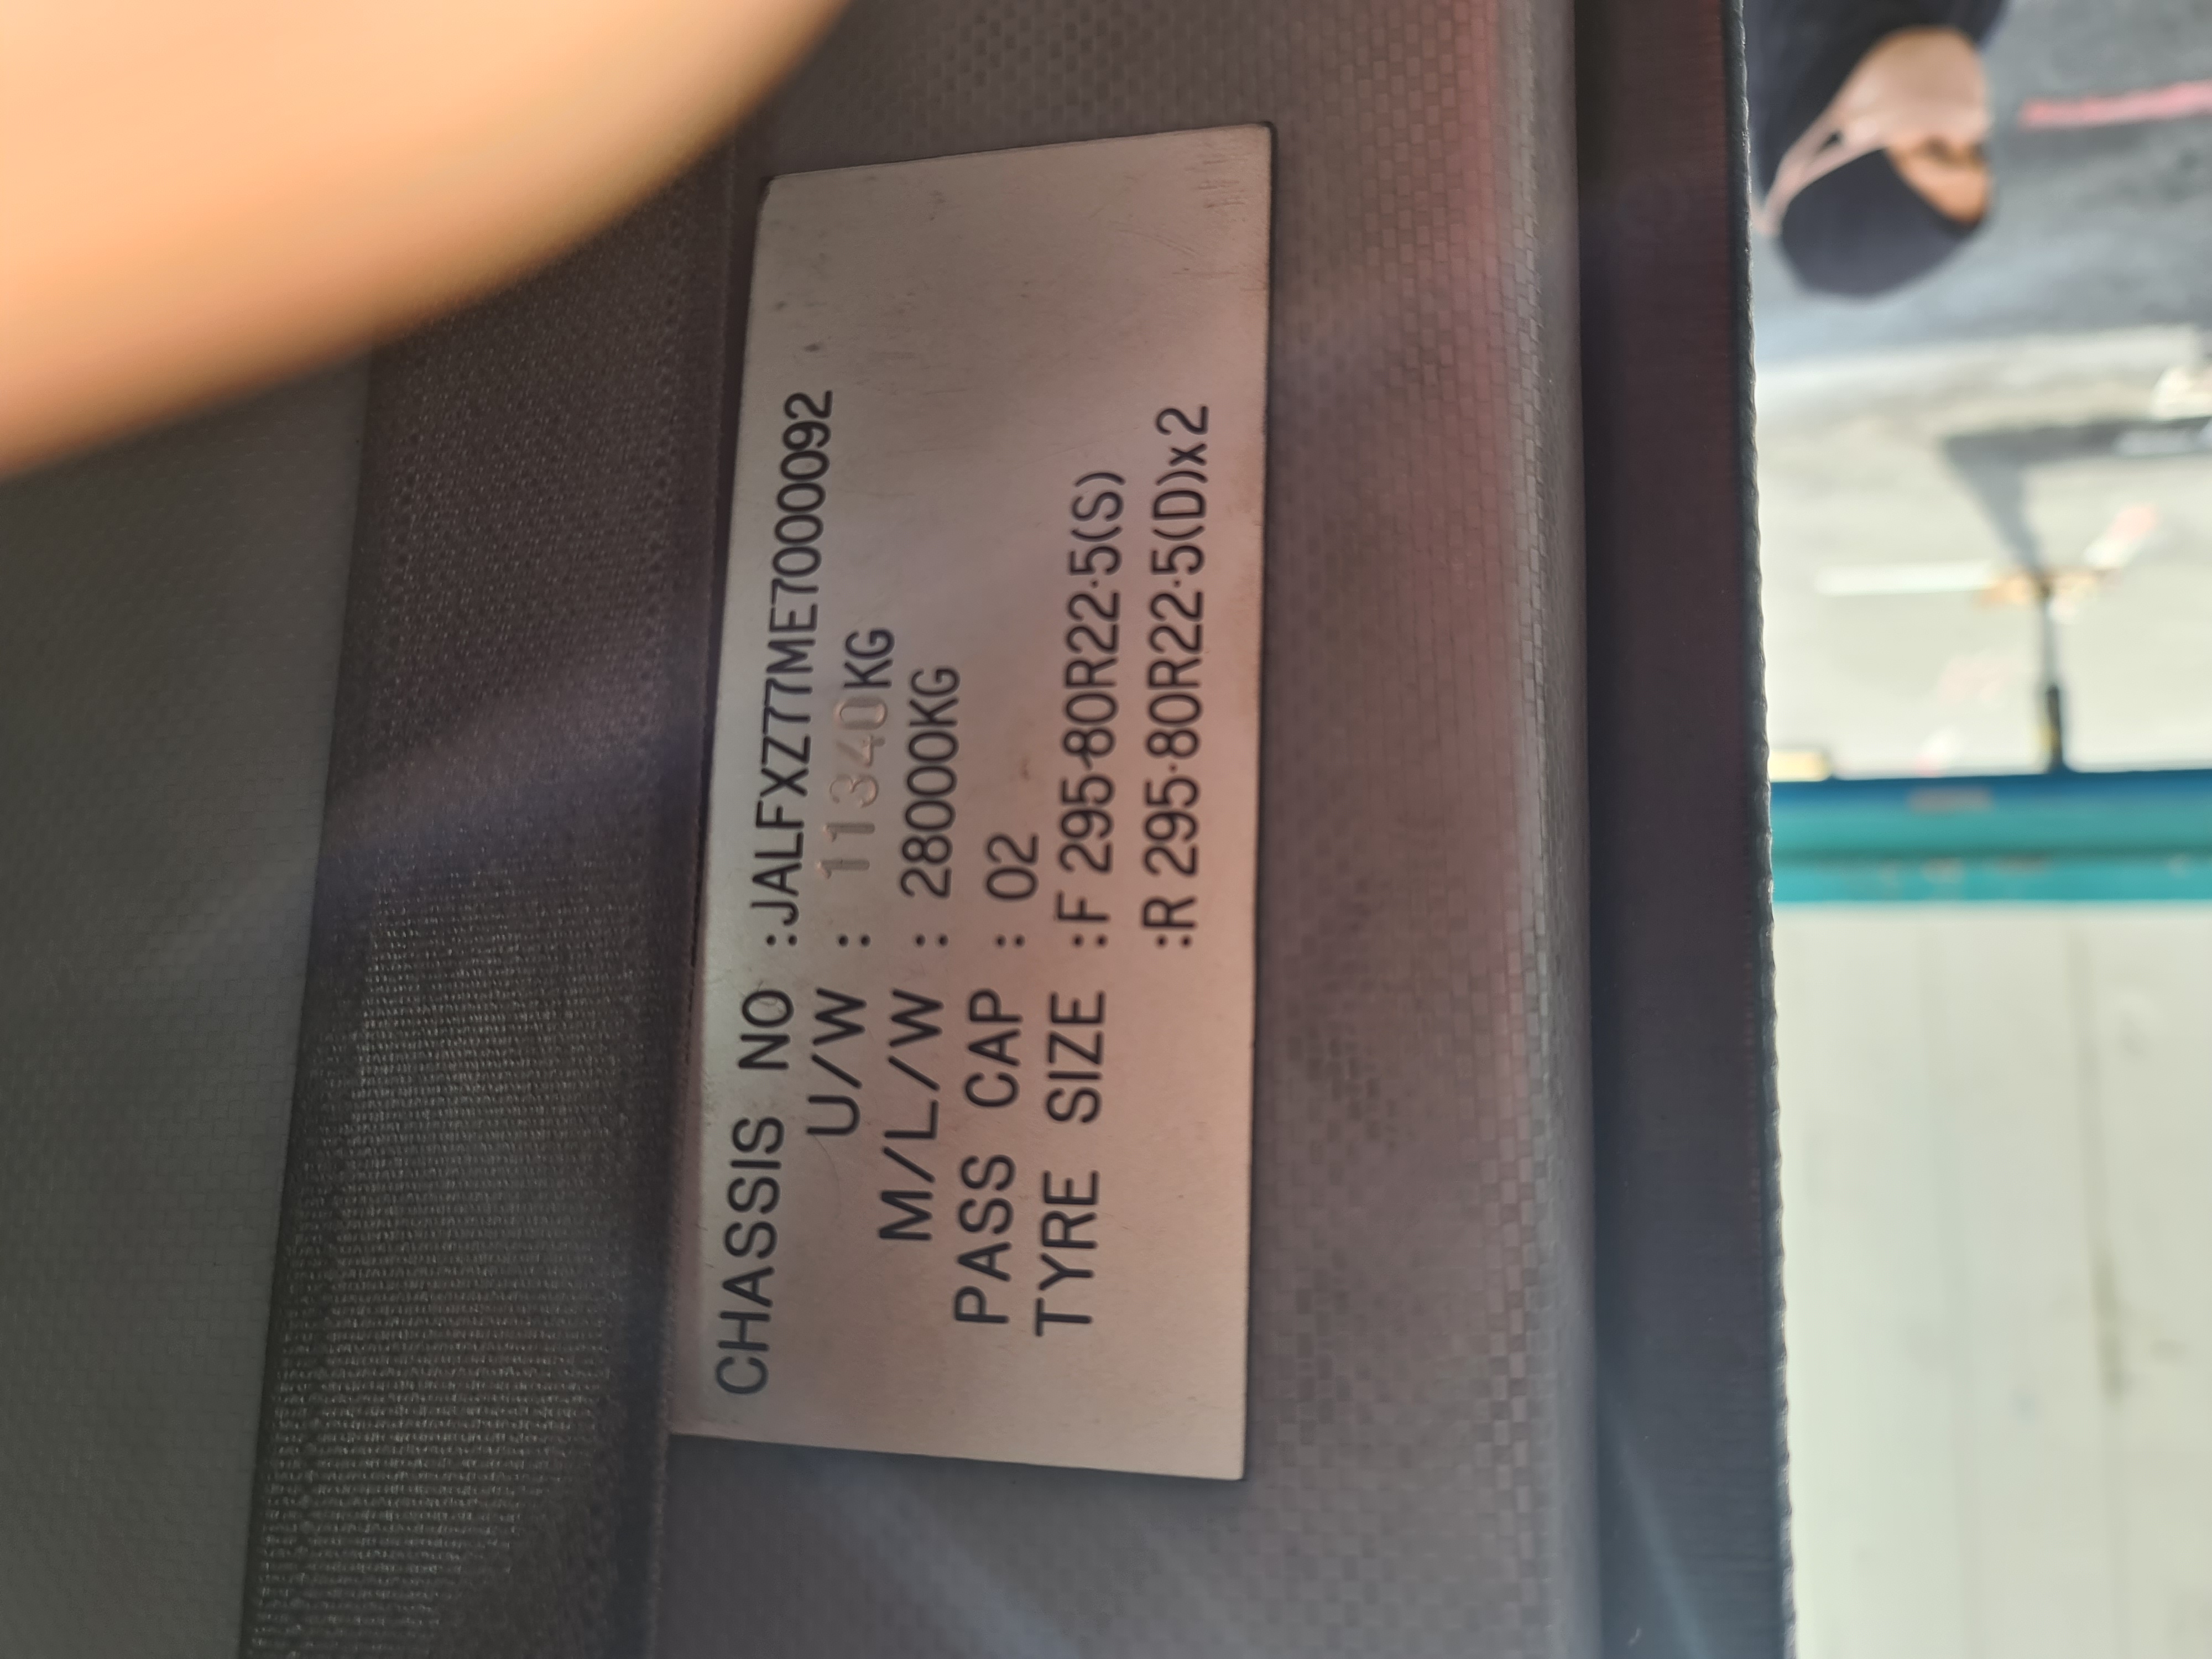 CHASSIS NO :JALFXZ77ME7000092
U/W : 11340KG
M/L/W : 28000KG
PASS CAP : 02
TYRE SIZE :F 295·80R22·5(S)
:R 295·80R22·5(D)x2